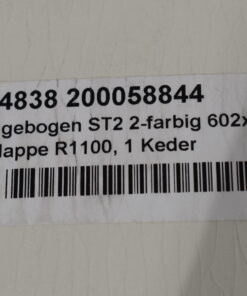 4838 200058844
gebogen ST2 2-farbig 602x
lappe R1100, 1 Keder